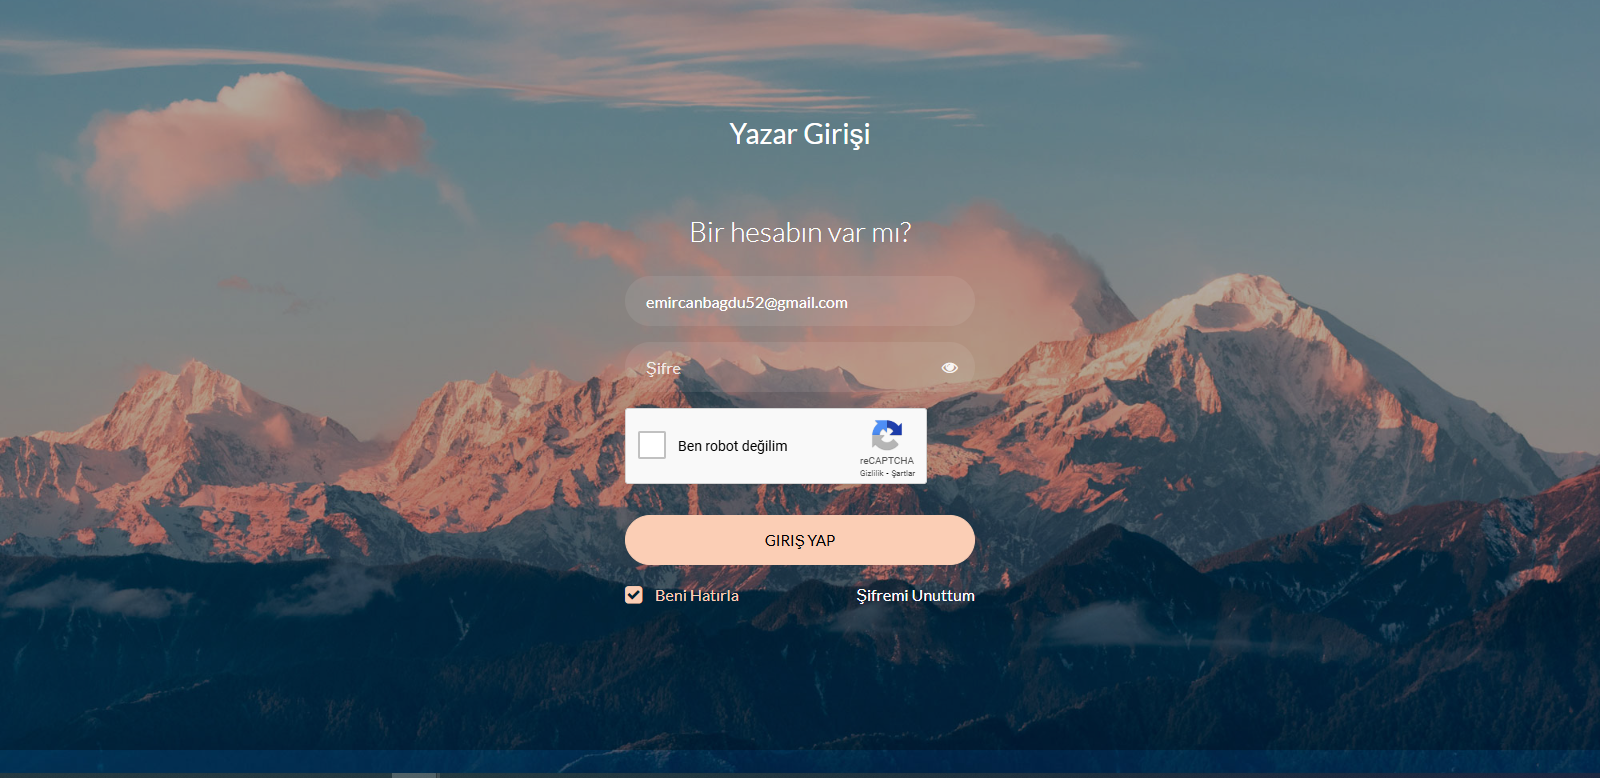 Yazar Girişi
Bir hesabın var mı?
emircanbagdu52@gmail.com
Şifre
Ben robot değilim
reCAPTCHA
Gizlilik - Şartlar
GIRIŞ YAP
Beni Hatırla
Şifremi Unuttum